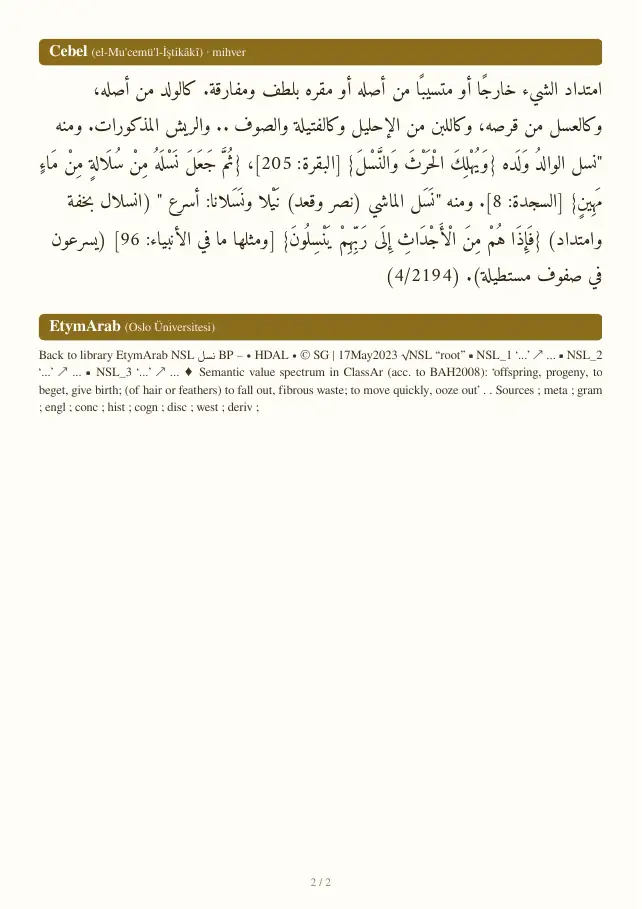 Cebel (el-Mu'cemü'l-İştikâkî) · mihver
امتداد الشيء خارجًا أو متسيبًا من أصله أو مقره بلطف ومفارقة. كالولد من أصله،
وكالعسل من قرصه، وكاللبن من الإحليل وكالفتيلة والصوف .. والريش المذكورات. ومنه
"نسل الوالدُ وَلَده {وَيُهْلِكَ الْحَرْثَ وَالنَّسْلَ} [البقرة: 205]، {ثُمَّ جَعَلَ نَسْلَهُ مِنْ سُلَالَةٍ مِنْ مَاءٍ
مَهِينٍ} [السجدة: 8]. ومنه "نَسَل الماشي (نصر وقعد) نَيْلا ونَسَلانا: أسرع " (انسلال بخفة
وامتداد) {فَإِذَا هُمْ مِنَ الْأَجْدَاثِ إِلَى رَبِّهِمْ يَنْسِلُونَ} [ومثلها ما في الأنبياء: 96] (يسرعون
في صفوف مستطيلة). (4/2194)
EtymArab (Oslo Üniversitesi)
Back to library EtymArab NSL نسل BP – • HDAL • © SG | 17May2023 √NSL “root” ▪ NSL_1 ‘...’ ↗ ... ▪ NSL_2
‘...’ ↗ ... ▪ NSL_3 ‘...’ ↗ ... ♦ Semantic value spectrum in ClassAr (acc. to BAH2008): ‘offspring, progeny, to
beget, give birth; (of hair or feathers) to fall out, fibrous waste; to move quickly, ooze out’ . . Sources ; meta ; gram
; engl ; conc ; hist ; cogn ; disc ; west ; deriv ;
2 / 2